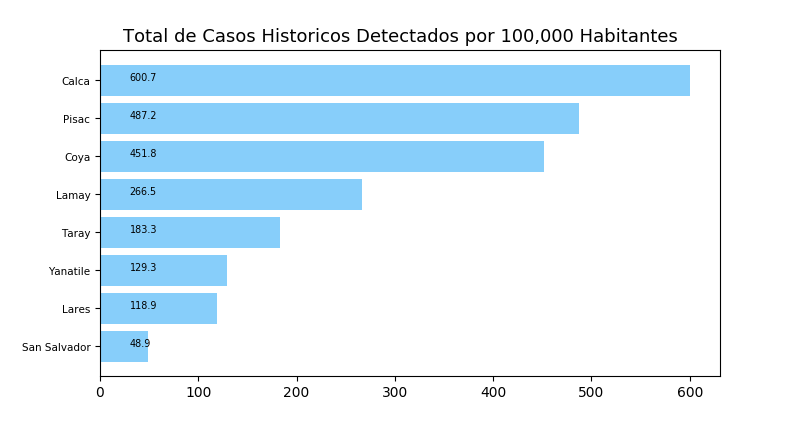 Total de Casos Historicos Detectados por 100,000 Habitantes
Calca 600.7
Pisac 487.2
Coya 451.8
Lamay 266.5
Taray 183.3
Yanatile 129.3
Lares 118.9
San Salvador 48.9
0 100 200 300 400 500 600